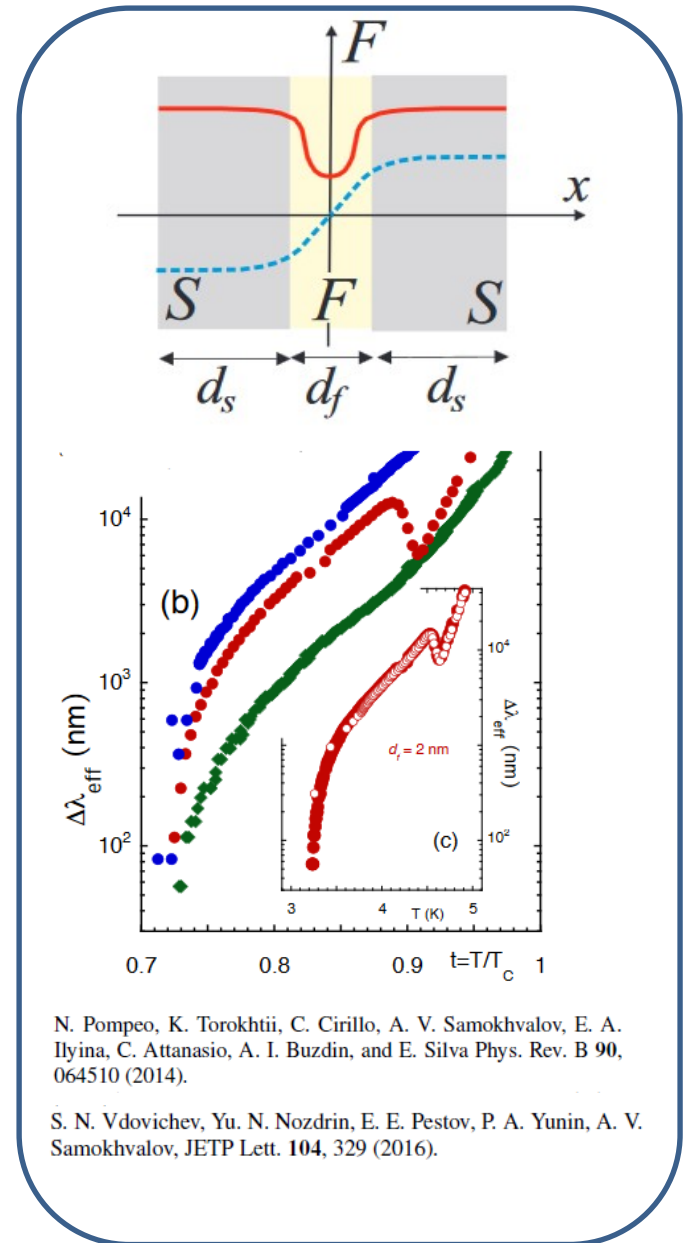 F
x
S F S
d_s d_f d_s
10^4
(b)
10^3
Δλ_eff (nm)
10^2
10^4
Δλ_eff (nm)
d_f = 2 nm
(c)
10^2
3 4 5
T (K)
0.7 0.8 0.9 t=T/T_C 1
N. Pompeo, K. Torokhtii, C. Cirillo, A. V. Samokhvalov, E. A.
Ilyina, C. Attanasio, A. I. Buzdin, and E. Silva Phys. Rev. B 90,
064510 (2014).
S. N. Vdovichev, Yu. N. Nozdrin, E. E. Pestov, P. A. Yunin, A. V.
Samokhvalov, JETP Lett. 104, 329 (2016).